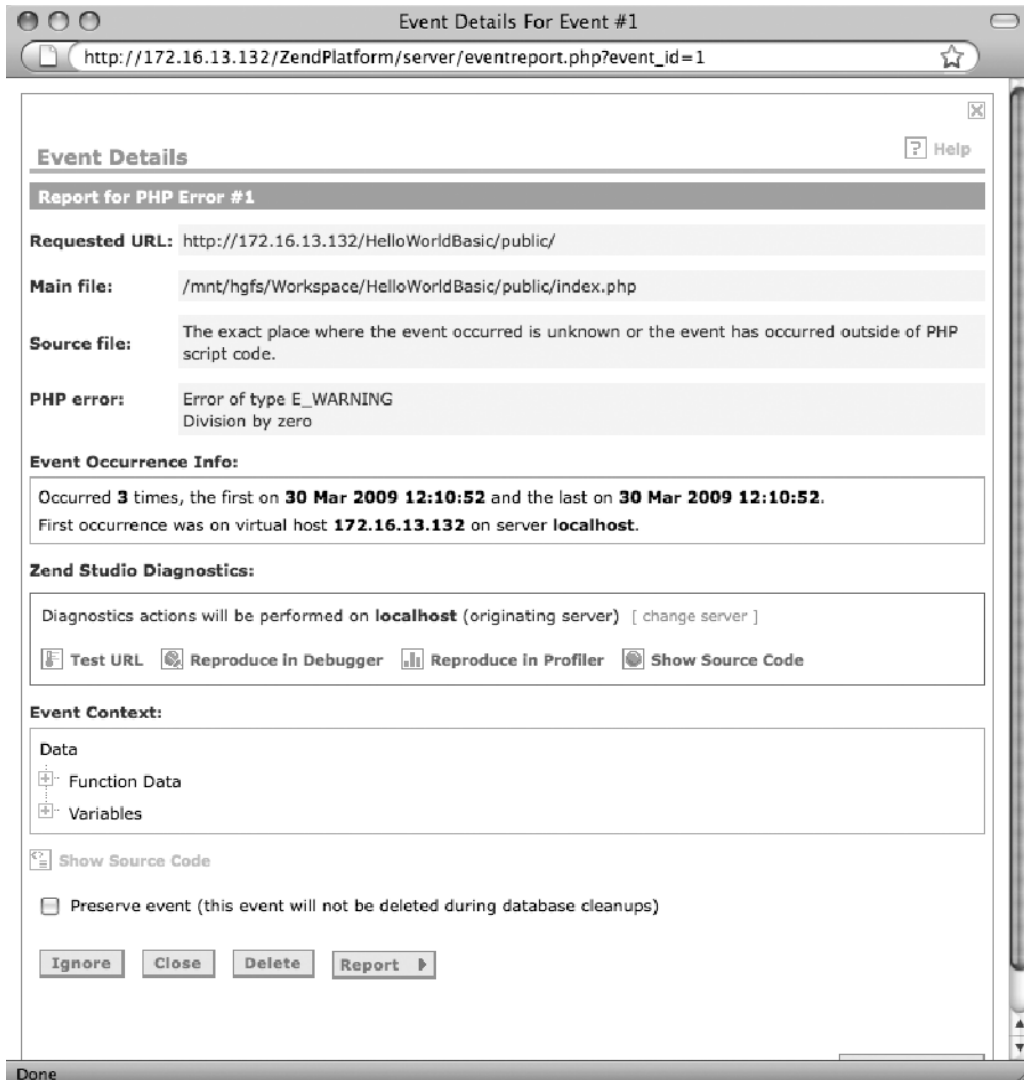 Event Details For Event #1
http://172.16.13.132/ZendPlatform/server/eventreport.php?event_id=1
Event Details
? Help
Report for PHP Error #1
Requested URL: http://172.16.13.132/HelloWorldBasic/public/
Main file: /mnt/hgfs/Workspace/HelloWorldBasic/public/index.php
Source file: The exact place where the event occurred is unknown or the event has occurred outside of PHP
script code.
PHP error: Error of type E_WARNING
Division by zero
Event Occurrence Info:
Occurred 3 times, the first on 30 Mar 2009 12:10:52 and the last on 30 Mar 2009 12:10:52.
First occurrence was on virtual host 172.16.13.132 on server localhost.
Zend Studio Diagnostics:
Diagnostics actions will be performed on localhost (originating server) [ change server ]
Test URL Reproduce in Debugger Reproduce in Profiler Show Source Code
Event Context:
Data
Function Data
Variables
Show Source Code
Preserve event (this event will not be deleted during database cleanups)
Ignore Close Delete Report
Done